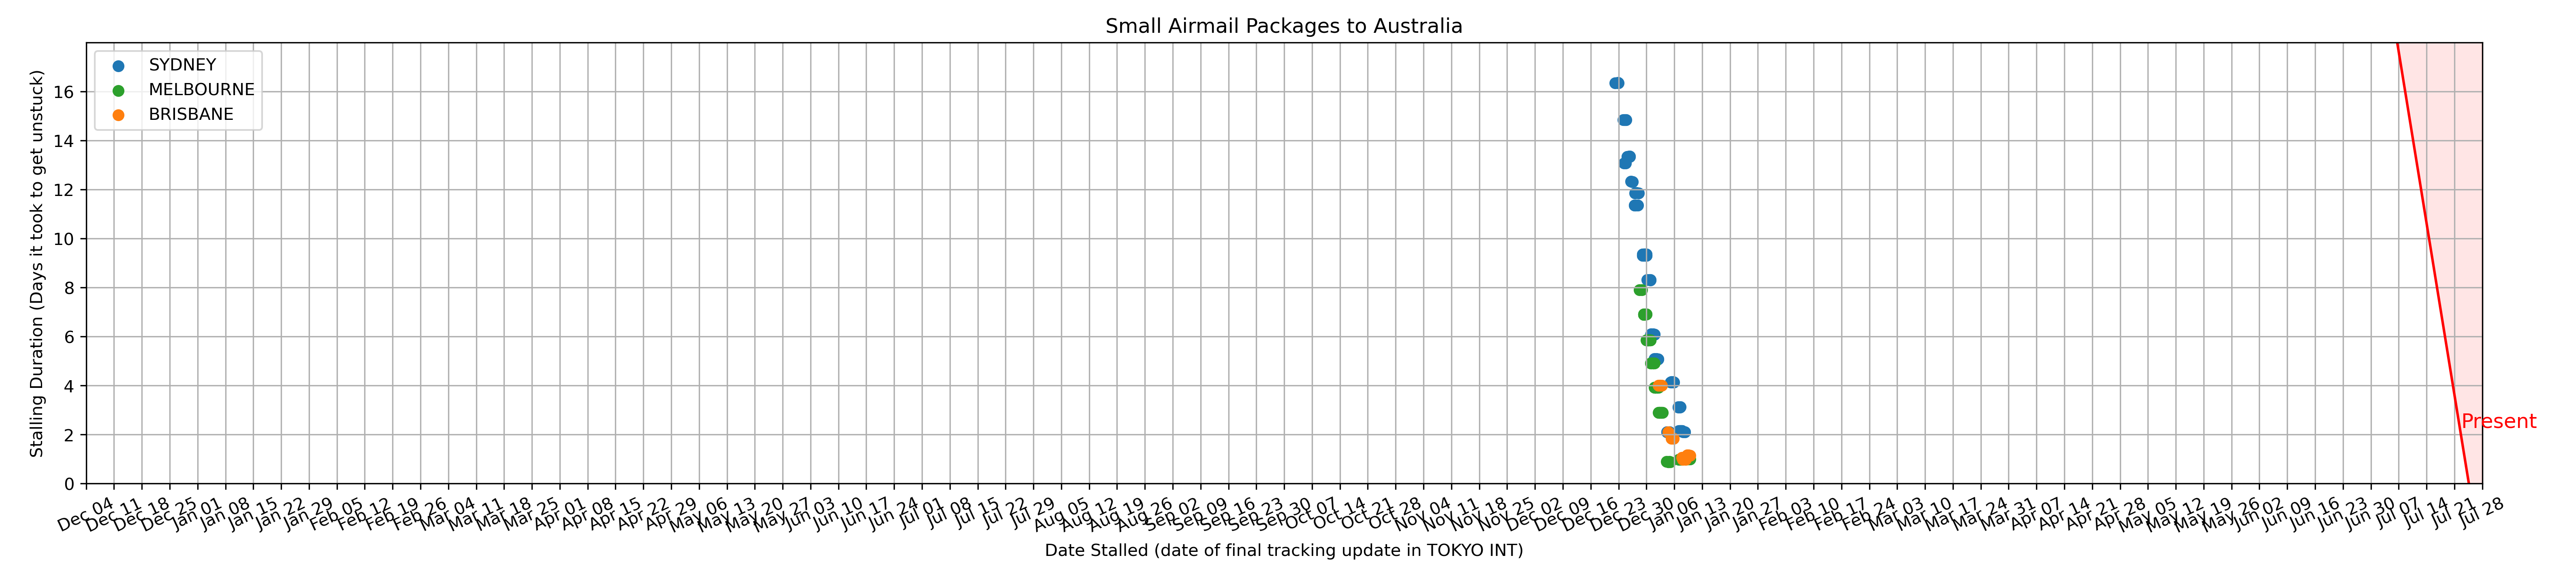 Small Airmail Packages to Australia
SYDNEY
MELBOURNE
BRISBANE
Stalling Duration (Days it took to get unstuck)
16
14
12
10
8
6
4
2
0
Present
Dec 04 Dec 11 Dec 18 Dec 25 Jan 01 Jan 08 Jan 15 Jan 22 Jan 29 Feb 05 Feb 12 Feb 19 Feb 26 Mar 04 Mar 11 Mar 18 Mar 25 Apr 01 Apr 08 Apr 15 Apr 22 Apr 29 May 06 May 13 May 20 May 27 Jun 03 Jun 10 Jun 17 Jun 24 Jul 01 Jul 08 Jul 15 Jul 22 Jul 29 Aug 05 Aug 12 Aug 19 Aug 26 Sep 02 Sep 09 Sep 16 Sep 23 Sep 30 Oct 07 Oct 14 Oct 21 Oct 28 Nov 04 Nov 11 Nov 18 Nov 25 Dec 02 Dec 09 Dec 16 Dec 23 Dec 30 Jan 06 Jan 13 Jan 20 Jan 27 Feb 03 Feb 10 Feb 17 Feb 24 Mar 03 Mar 10 Mar 17 Mar 24 Mar 31 Apr 07 Apr 14 Apr 21 Apr 28 May 05 May 12 May 19 May 26 Jun 02 Jun 09 Jun 16 Jun 23 Jun 30 Jul 07 Jul 14 Jul 21 Jul 28
Date Stalled (date of final tracking update in TOKYO INT)